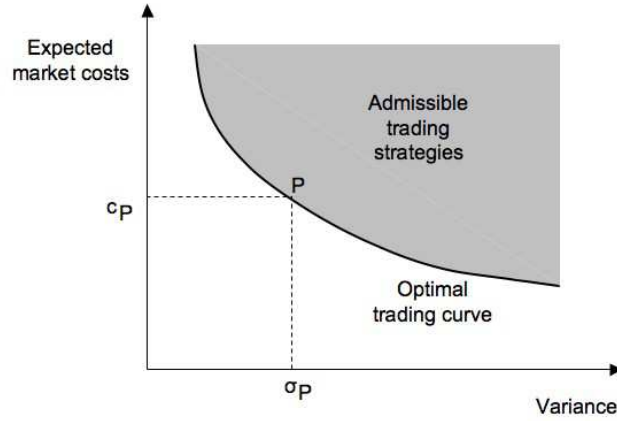 Expected
market costs
Admissible
trading
strategies
P
cP
Optimal
trading curve
σP
Variance